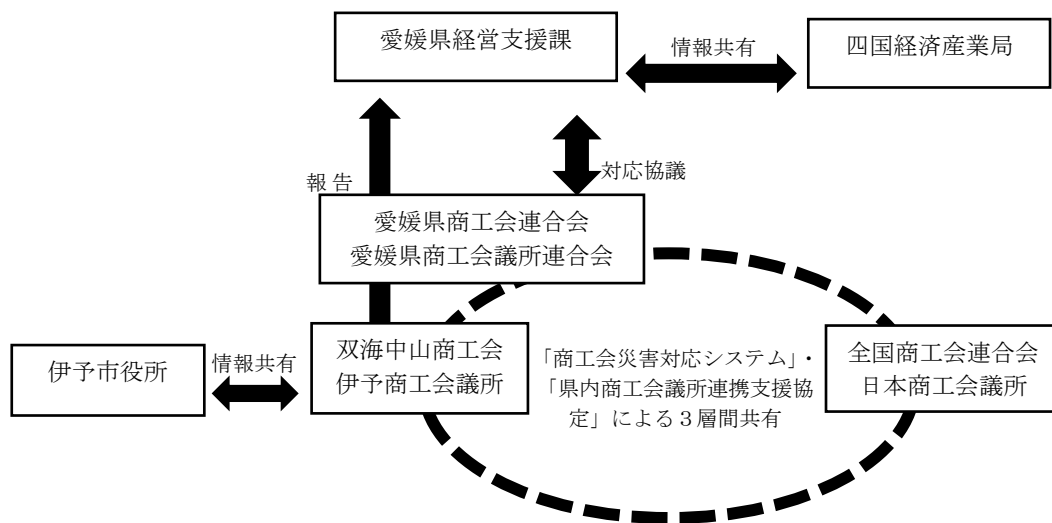 愛媛県経営支援課
情報共有
四国経済産業局
対応協議
報 告
愛媛県商工会連合会
愛媛県商工会議所連合会
伊予市役所
情報共有
双海中山商工会
伊予商工会議所
「商工会災害対応システム」・
「県内商工会議所連携支援協
定」による３層間共有
全国商工会連合会
日本商工会議所